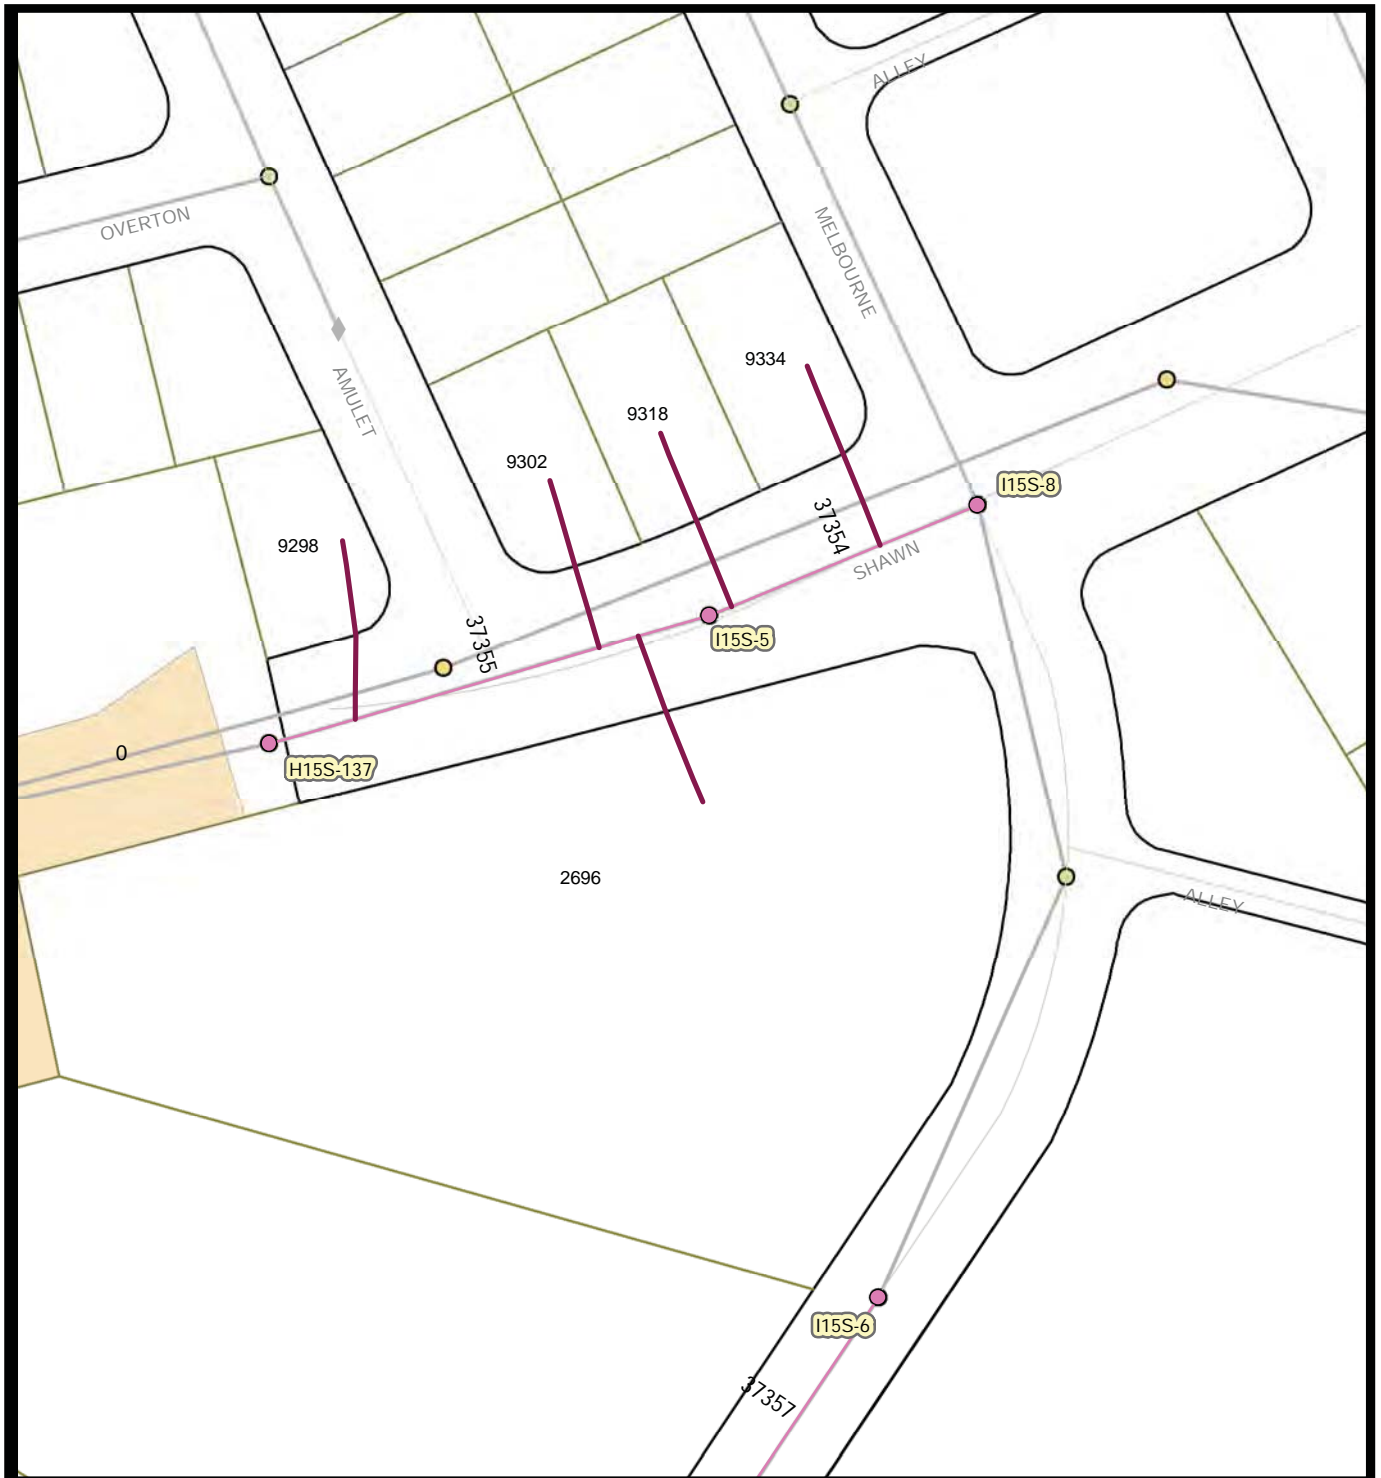 ALLEY
OVERTON
MELBOURNE
9334
AMULET
9318
9302
I15S-8
37354
9298
SHAWN
37355
I15S-5
0
H15S-137
2696
ALLEY
I15S-6
37357